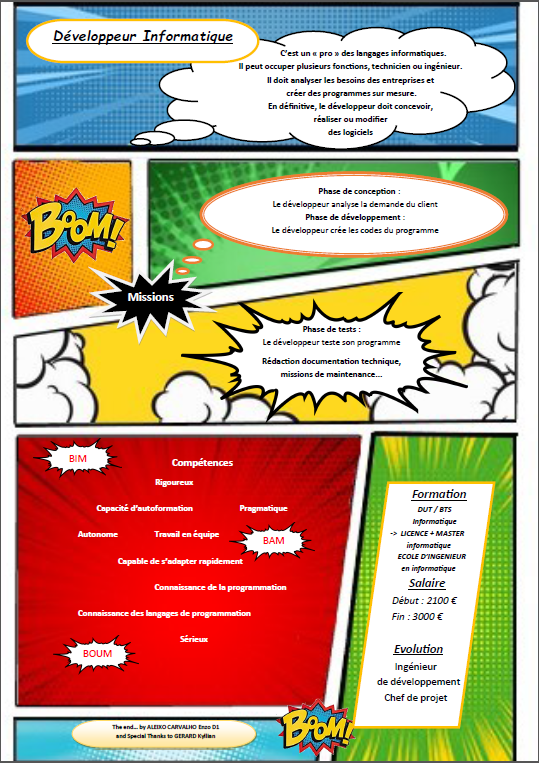 Développeur Informatique
C'est un « pro » des langages informatiques.
Il peut occuper plusieurs fonctions, technicien ou ingénieur.
Il doit analyser les besoins des entreprises et
créer des programmes sur mesure.
En définitive, le développeur doit concevoir,
réaliser ou modifier
des logiciels
BOOM!
Phase de conception :
Le développeur analyse la demande du client
Phase de développement :
Le développeur crée les codes du programme
Missions
Phase de tests :
Le développeur teste son programme
Rédaction documentation technique,
missions de maintenance...
BIM
Compétences
Rigoureux
Capacité d'autoformation Pragmatique
Autonome Travail en équipe
BAM
Capable de s'adapter rapidement
Connaissance de la programmation
Connaissance des langages de programmation
Sérieux
BOUM
Formation
DUT / BTS
Informatique
-> LICENCE + MASTER
informatique
ECOLE D'INGENIEUR
en informatique
Salaire
Début : 2100 €
Fin : 3000 €
Evolution
Ingénieur
de développement
Chef de projet
The end... by ALEIXO CARVALHO Enzo D1
and Special Thanks to GERARD Kyllian
BOOM!